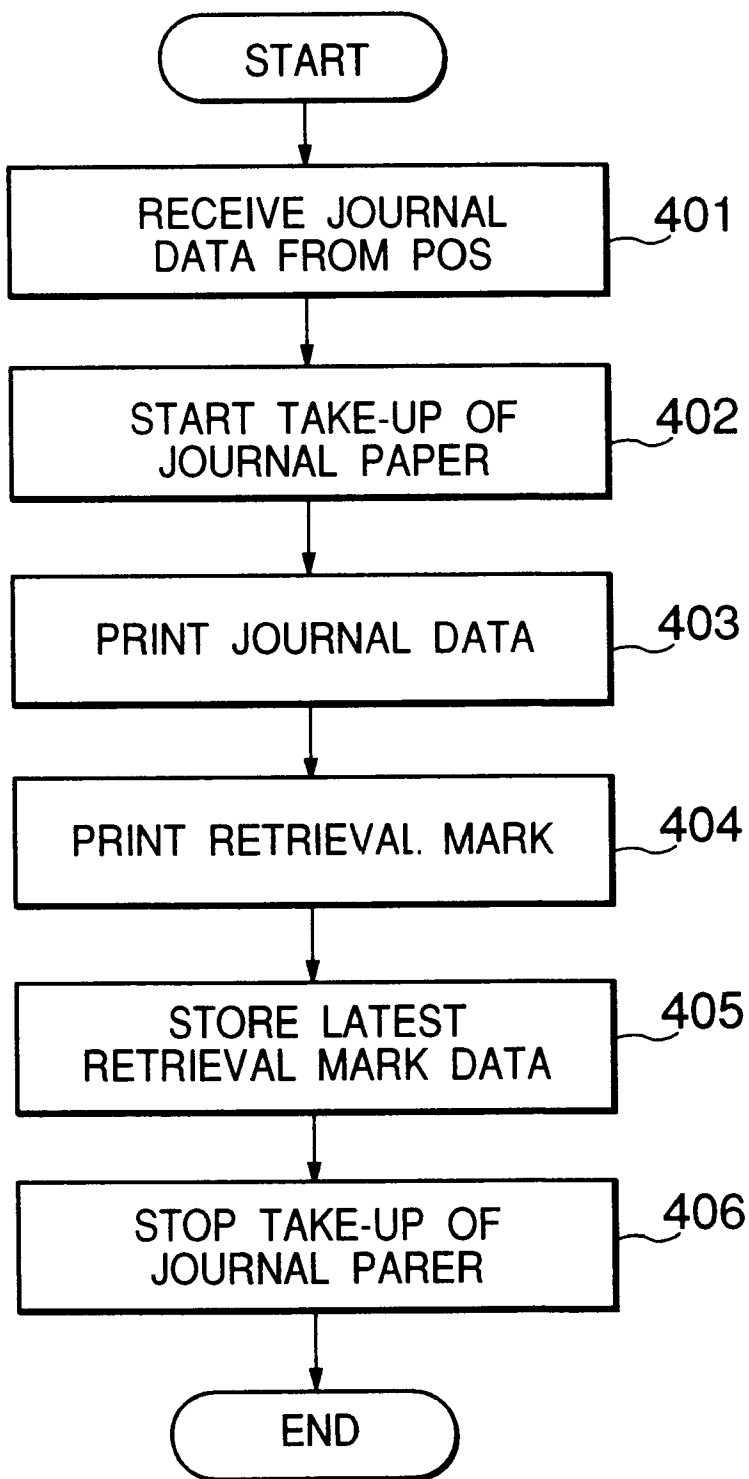 START
RECEIVE JOURNAL
DATA FROM POS
401
START TAKE-UP OF
JOURNAL PAPER
402
PRINT JOURNAL DATA
403
PRINT RETRIEVAL. MARK
404
STORE LATEST
RETRIEVAL MARK DATA
405
STOP TAKE-UP OF
JOURNAL PARER
406
END